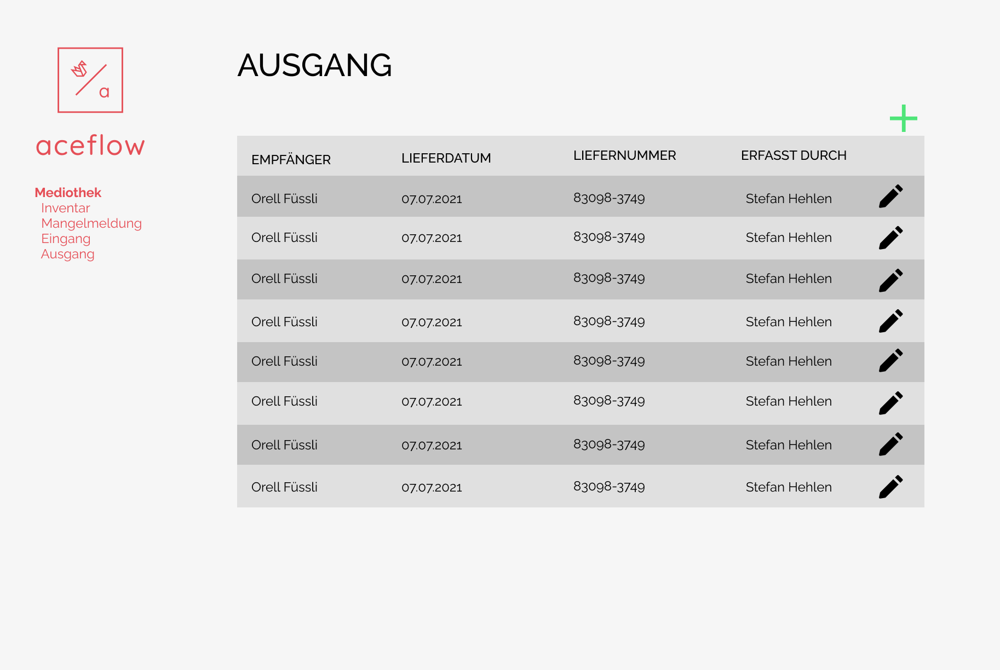 a
aceflow
Mediothek
Inventar
Mangelmeldung
Eingang
Ausgang
AUSGANG
EMPFÄNGER LIEFERDATUM LIEFERNUMMER ERFASST DURCH
Orell Füssli 07.07.2021 83098-3749 Stefan Hehlen
Orell Füssli 07.07.2021 83098-3749 Stefan Hehlen
Orell Füssli 07.07.2021 83098-3749 Stefan Hehlen
Orell Füssli 07.07.2021 83098-3749 Stefan Hehlen
Orell Füssli 07.07.2021 83098-3749 Stefan Hehlen
Orell Füssli 07.07.2021 83098-3749 Stefan Hehlen
Orell Füssli 07.07.2021 83098-3749 Stefan Hehlen
Orell Füssli 07.07.2021 83098-3749 Stefan Hehlen